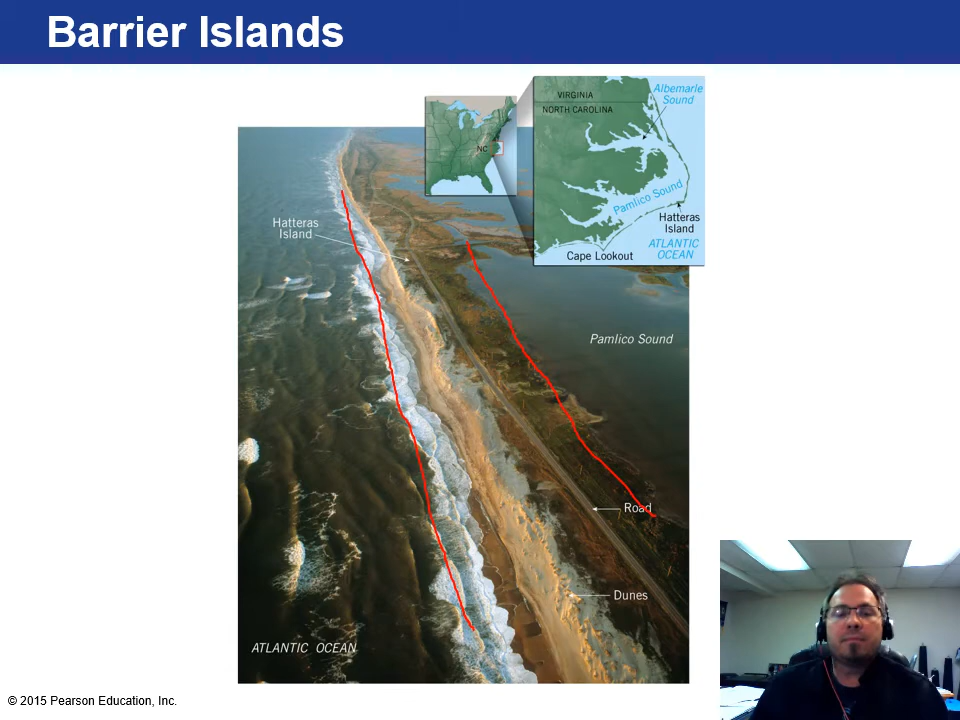 Barrier Islands
VIRGINIA
NORTH CAROLINA
Albemarle
Sound
NC
Pamlico Sound
Hatteras
Island
ATLANTIC
OCEAN
Cape Lookout
Hatteras
Island
Pamlico Sound
Road
Dunes
ATLANTIC OCEAN
© 2015 Pearson Education, Inc.